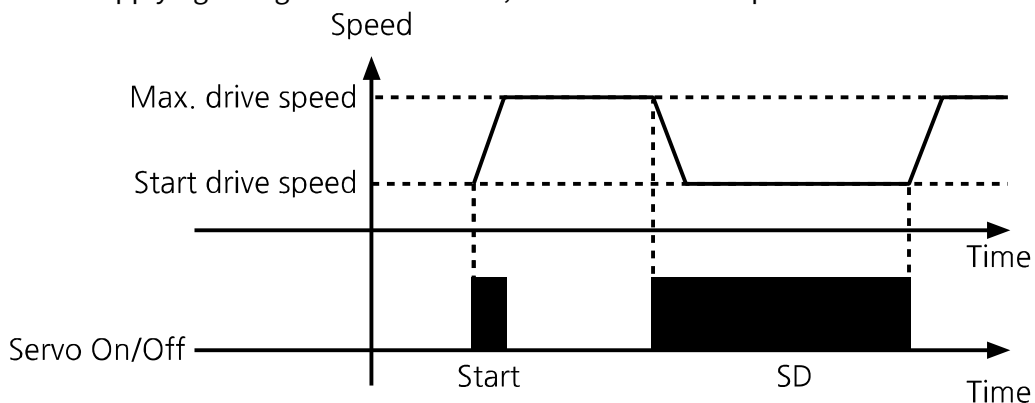 Speed
Max. drive speed
Start drive speed
Time
Servo On/Off
Start
SD
Time